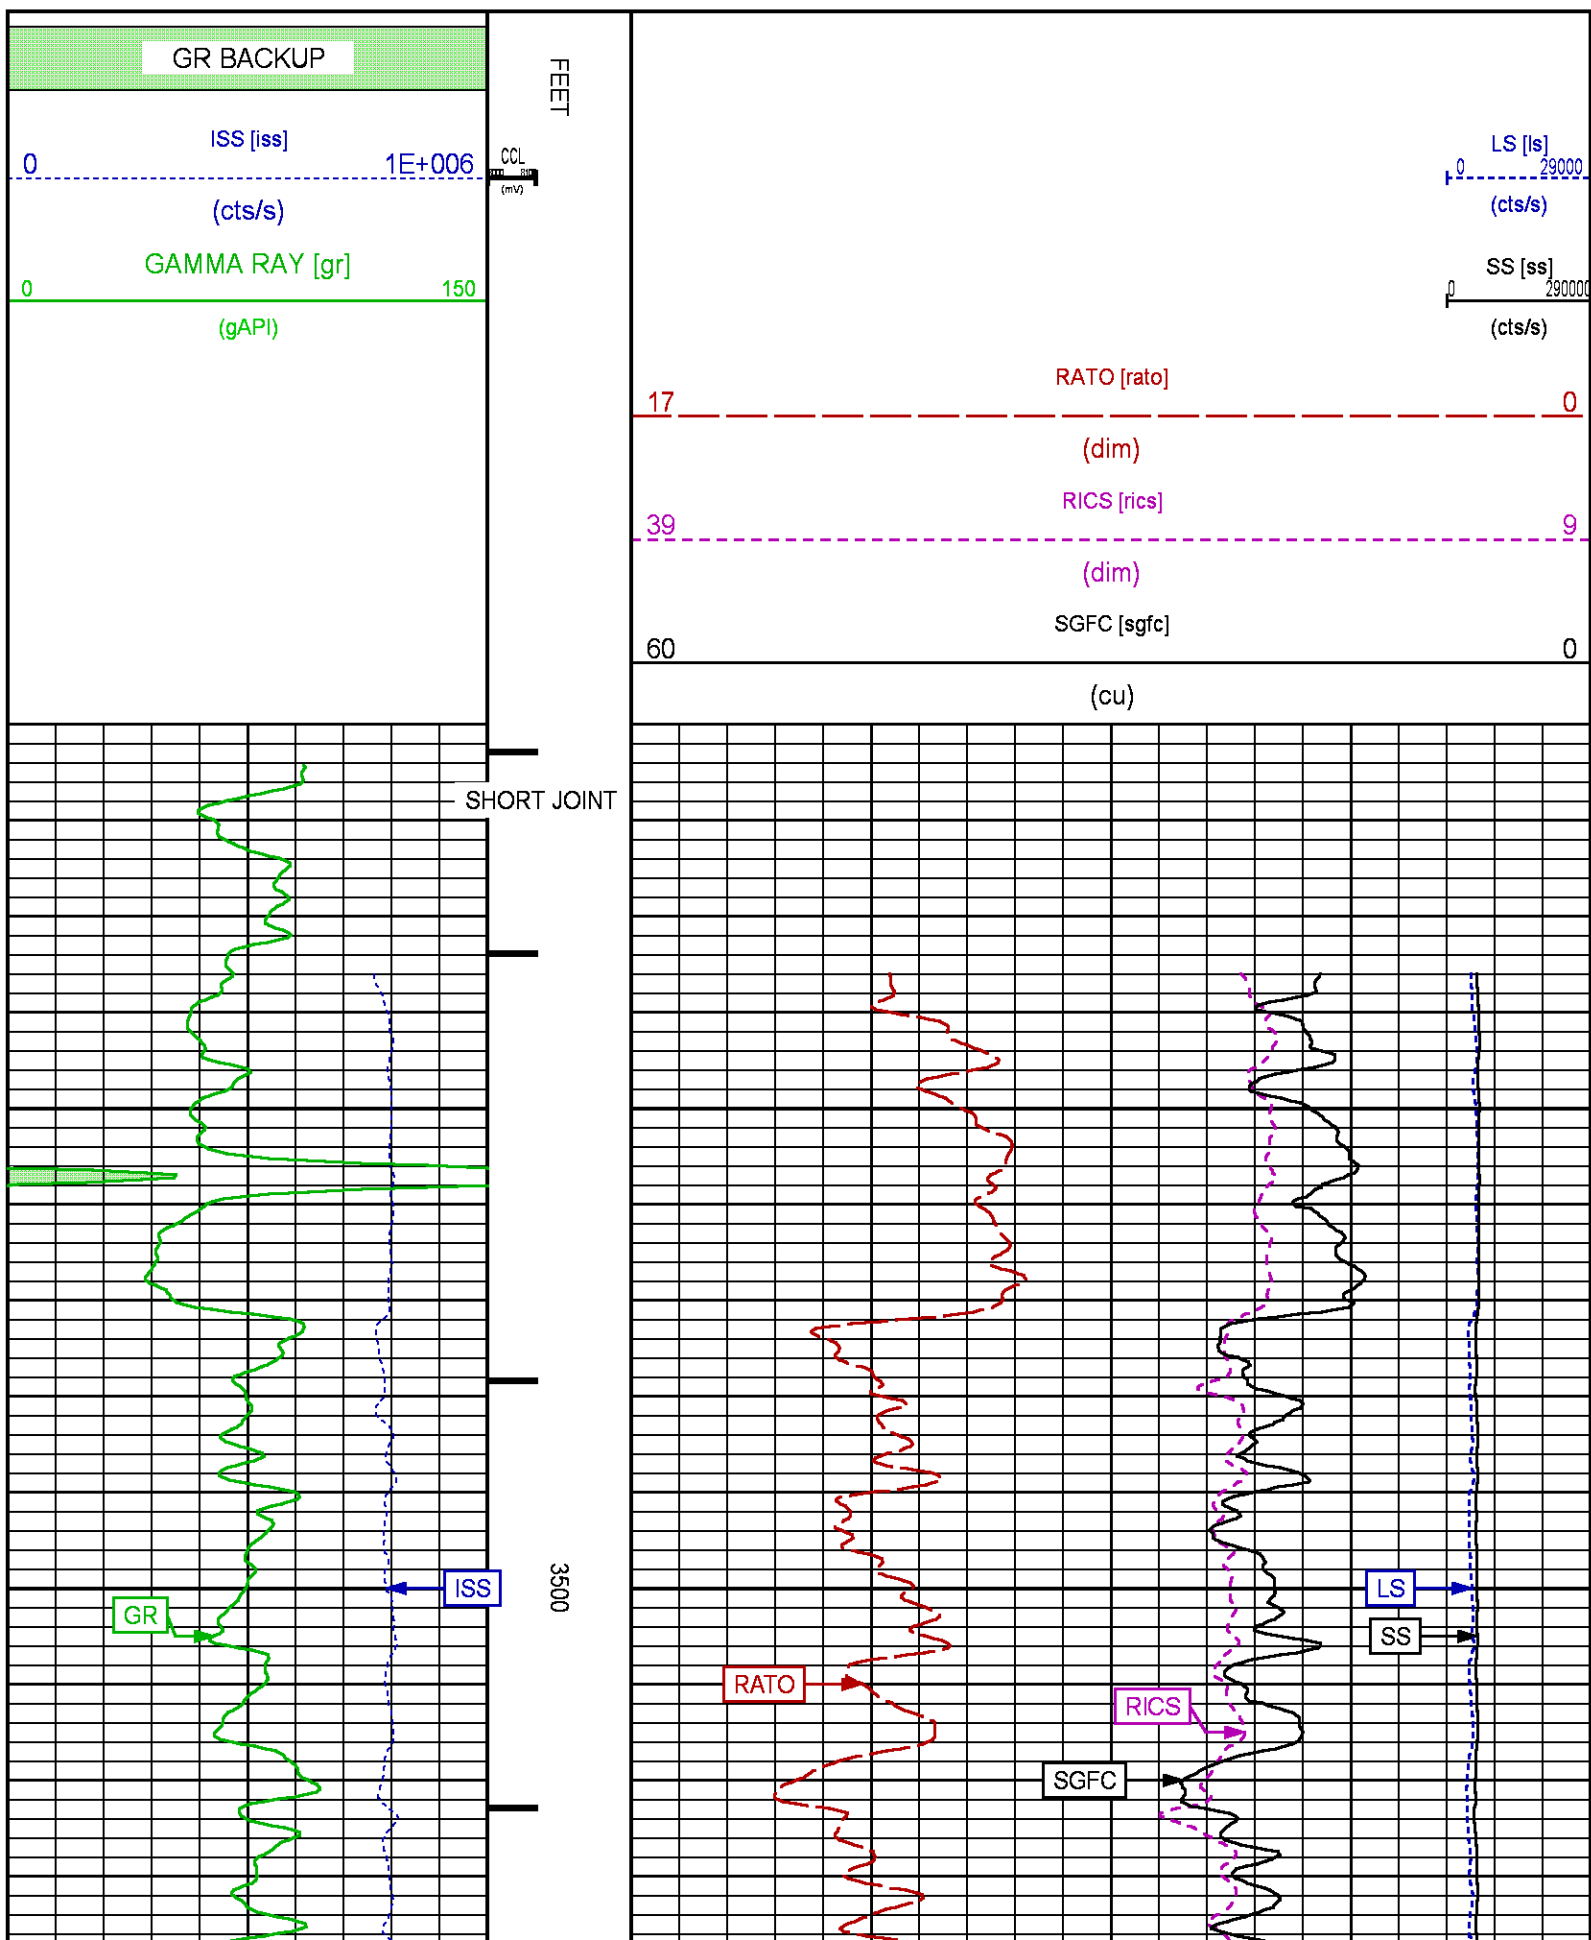 GR BACKUP
ISS [iss]
0 1E+006
(cts/s)
GAMMA RAY [gr]
0 150
(gAPI)
FEET
CCL
(mV)
LS [ls]
0 29000
(cts/s)
SS [ss]
0 290000
(cts/s)
RATO [rato]
17 0
(dim)
RICS [rics]
39 9
(dim)
SGFC [sgfc]
60 0
(cu)
SHORT JOINT
3500
ISS
GR
LS
SS
RATO
RICS
SGFC